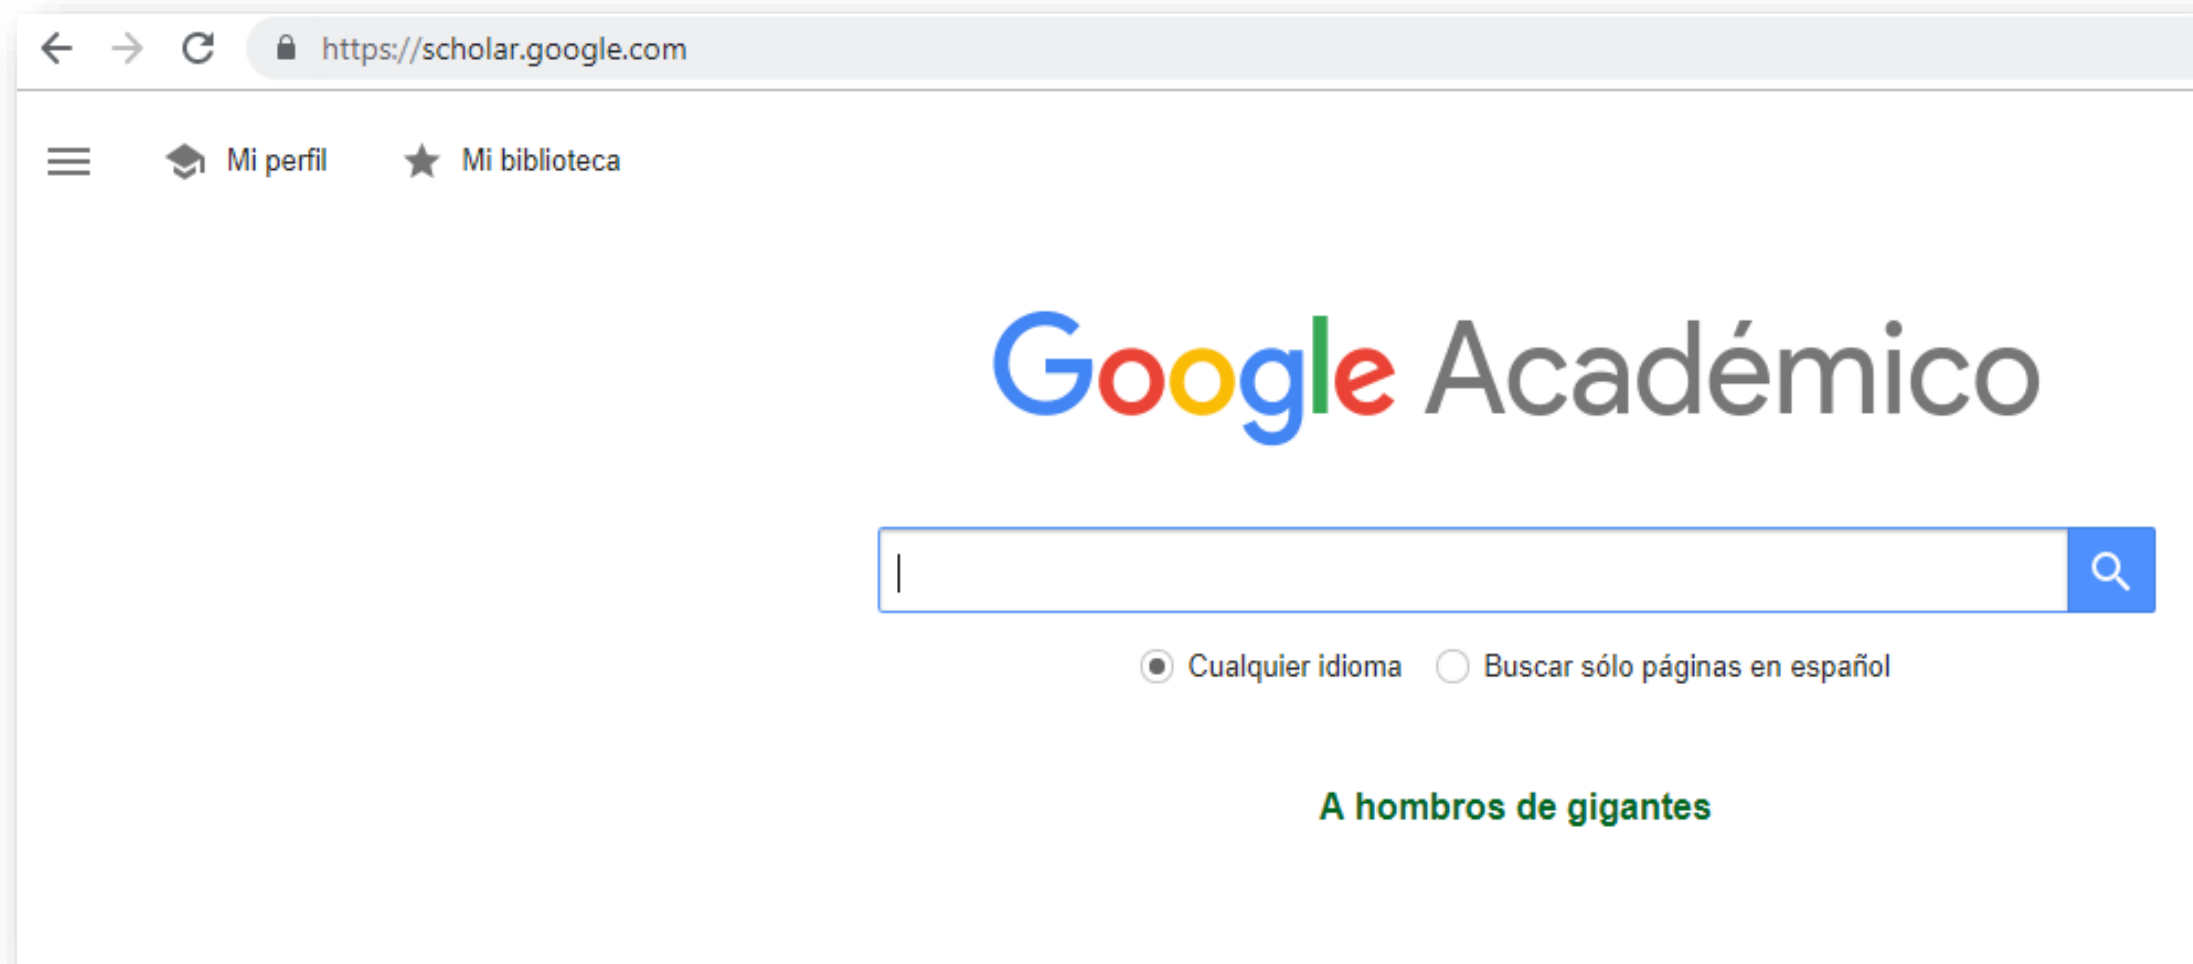 https://scholar.google.com
Mi perfil Mi biblioteca
Google Académico
Cualquier idioma Buscar sólo páginas en español
A hombros de gigantes